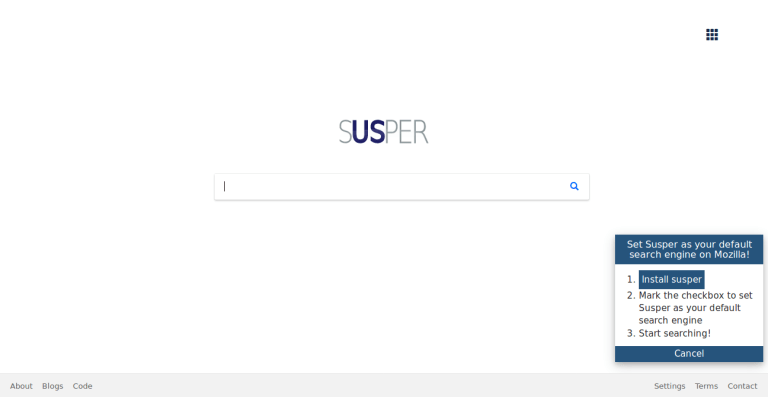 SUSPER
Set Susper as your default
search engine on Mozilla!
1. Install susper
2. Mark the checkbox to set
Susper as your default
search engine
3. Start searching!
Cancel
About Blogs Code Settings Terms Contact